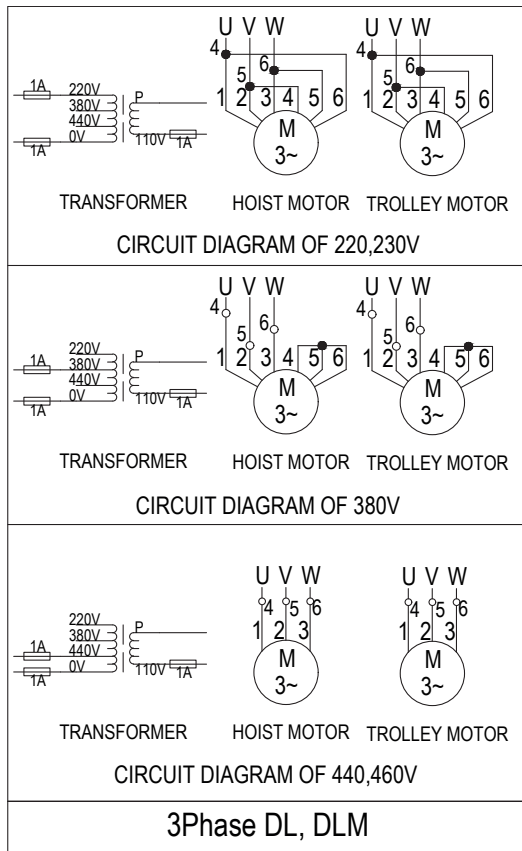 U V W
U V W
4
4
1A
220V
P
380V
440V
0V
110V
1A
1A
5
6
1 2 3 4 5 6
M
3~
5
6
1 2 3 4 5 6
M
3~
TRANSFORMER
HOIST MOTOR
TROLLEY MOTOR
CIRCUIT DIAGRAM OF 220,230V
U V W
U V W
4
4
1A
220V
P
380V
440V
0V
110V
1A
1A
5
6
1 2 3 4 5 6
M
3~
5
6
1 2 3 4 5 6
M
3~
TRANSFORMER
HOIST MOTOR
TROLLEY MOTOR
CIRCUIT DIAGRAM OF 380V
U V W
U V W
220V
P
380V
1A
440V
0V
110V
1A
1A
4 5 6
1 2 3
M
3~
4 5 6
1 2 3
M
3~
TRANSFORMER
HOIST MOTOR
TROLLEY MOTOR
CIRCUIT DIAGRAM OF 440,460V
3Phase DL, DLM